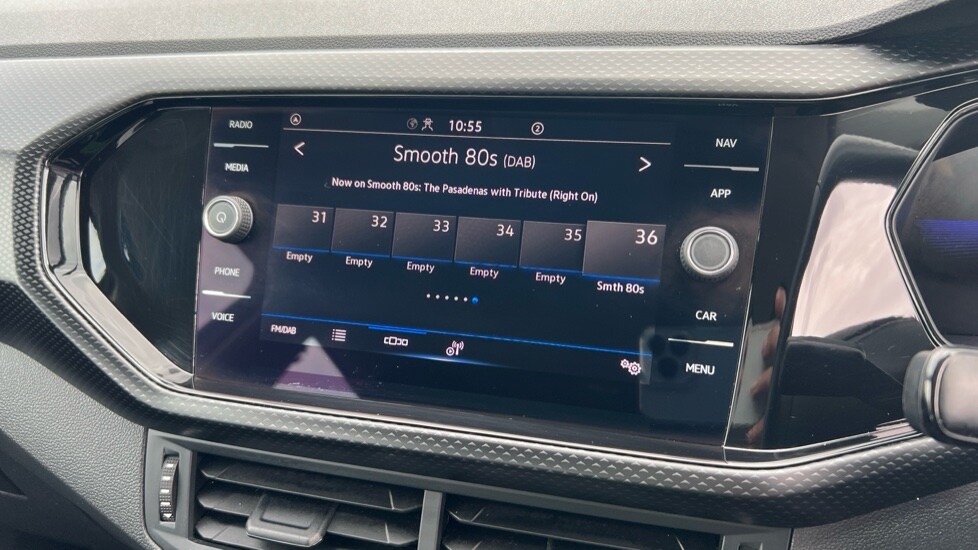 RADIO
MEDIA
PHONE
VOICE
A
10:55
2
Smooth 80s (DAB)
Now on Smooth 80s: The Pasadenas with Tribute (Right On)
31 32 33 34 35 36
Empty Empty Empty Empty Empty Smth 80s
FM/DAB
NAV
APP
CAR
MENU